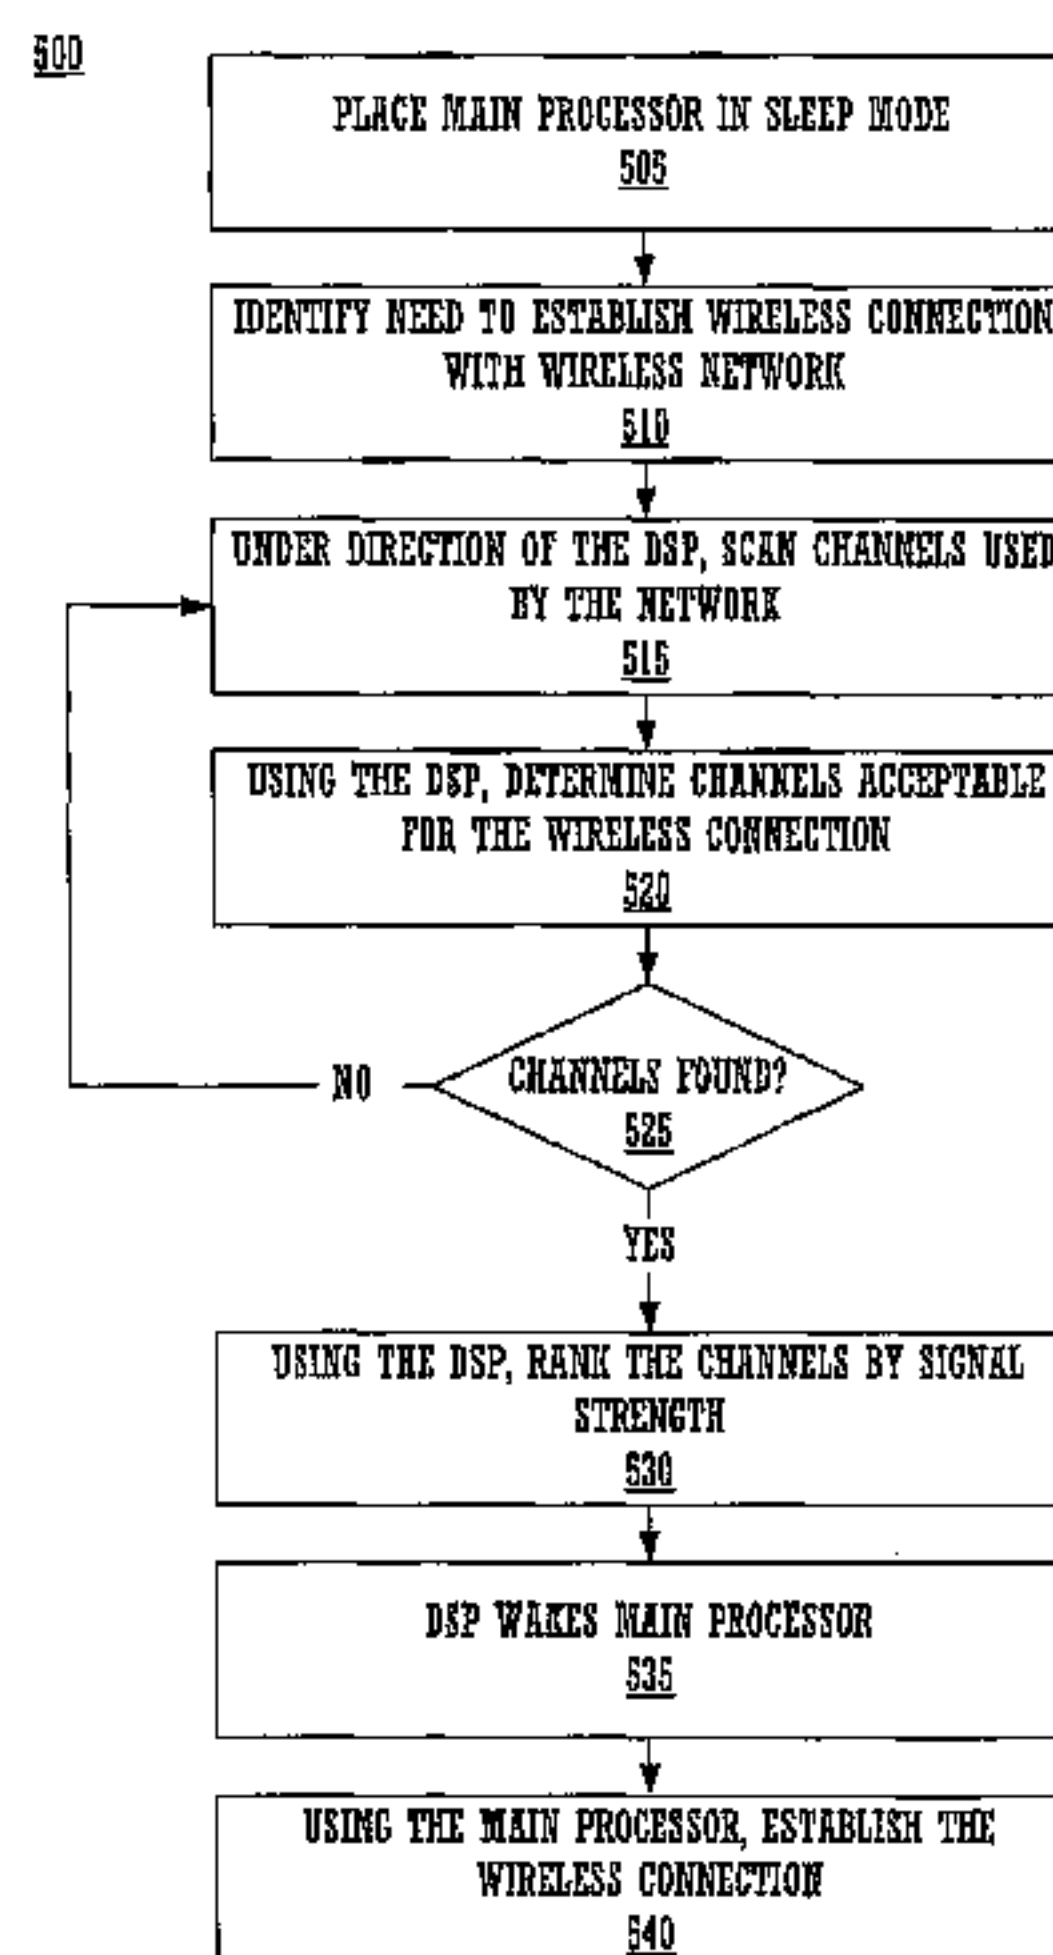 500
PLACE MAIN PROCESSOR IN SLEEP MODE
505
IDENTIFY NEED TO ESTABLISH WIRELESS CONNECTION
WITH WIRELESS NETWORK
510
UNDER DIRECTION OF THE DSP, SCAN CHANNELS USED
BY THE NETWORK
515
USING THE DSP, DETERMINE CHANNELS ACCEPTABLE
FOR THE WIRELESS CONNECTION
520
CHANNELS FOUND?
525
NO
YES
USING THE DSP, RANK THE CHANNELS BY SIGNAL
STRENGTH
530
DSP WAKES MAIN PROCESSOR
535
USING THE MAIN PROCESSOR, ESTABLISH THE
WIRELESS CONNECTION
540